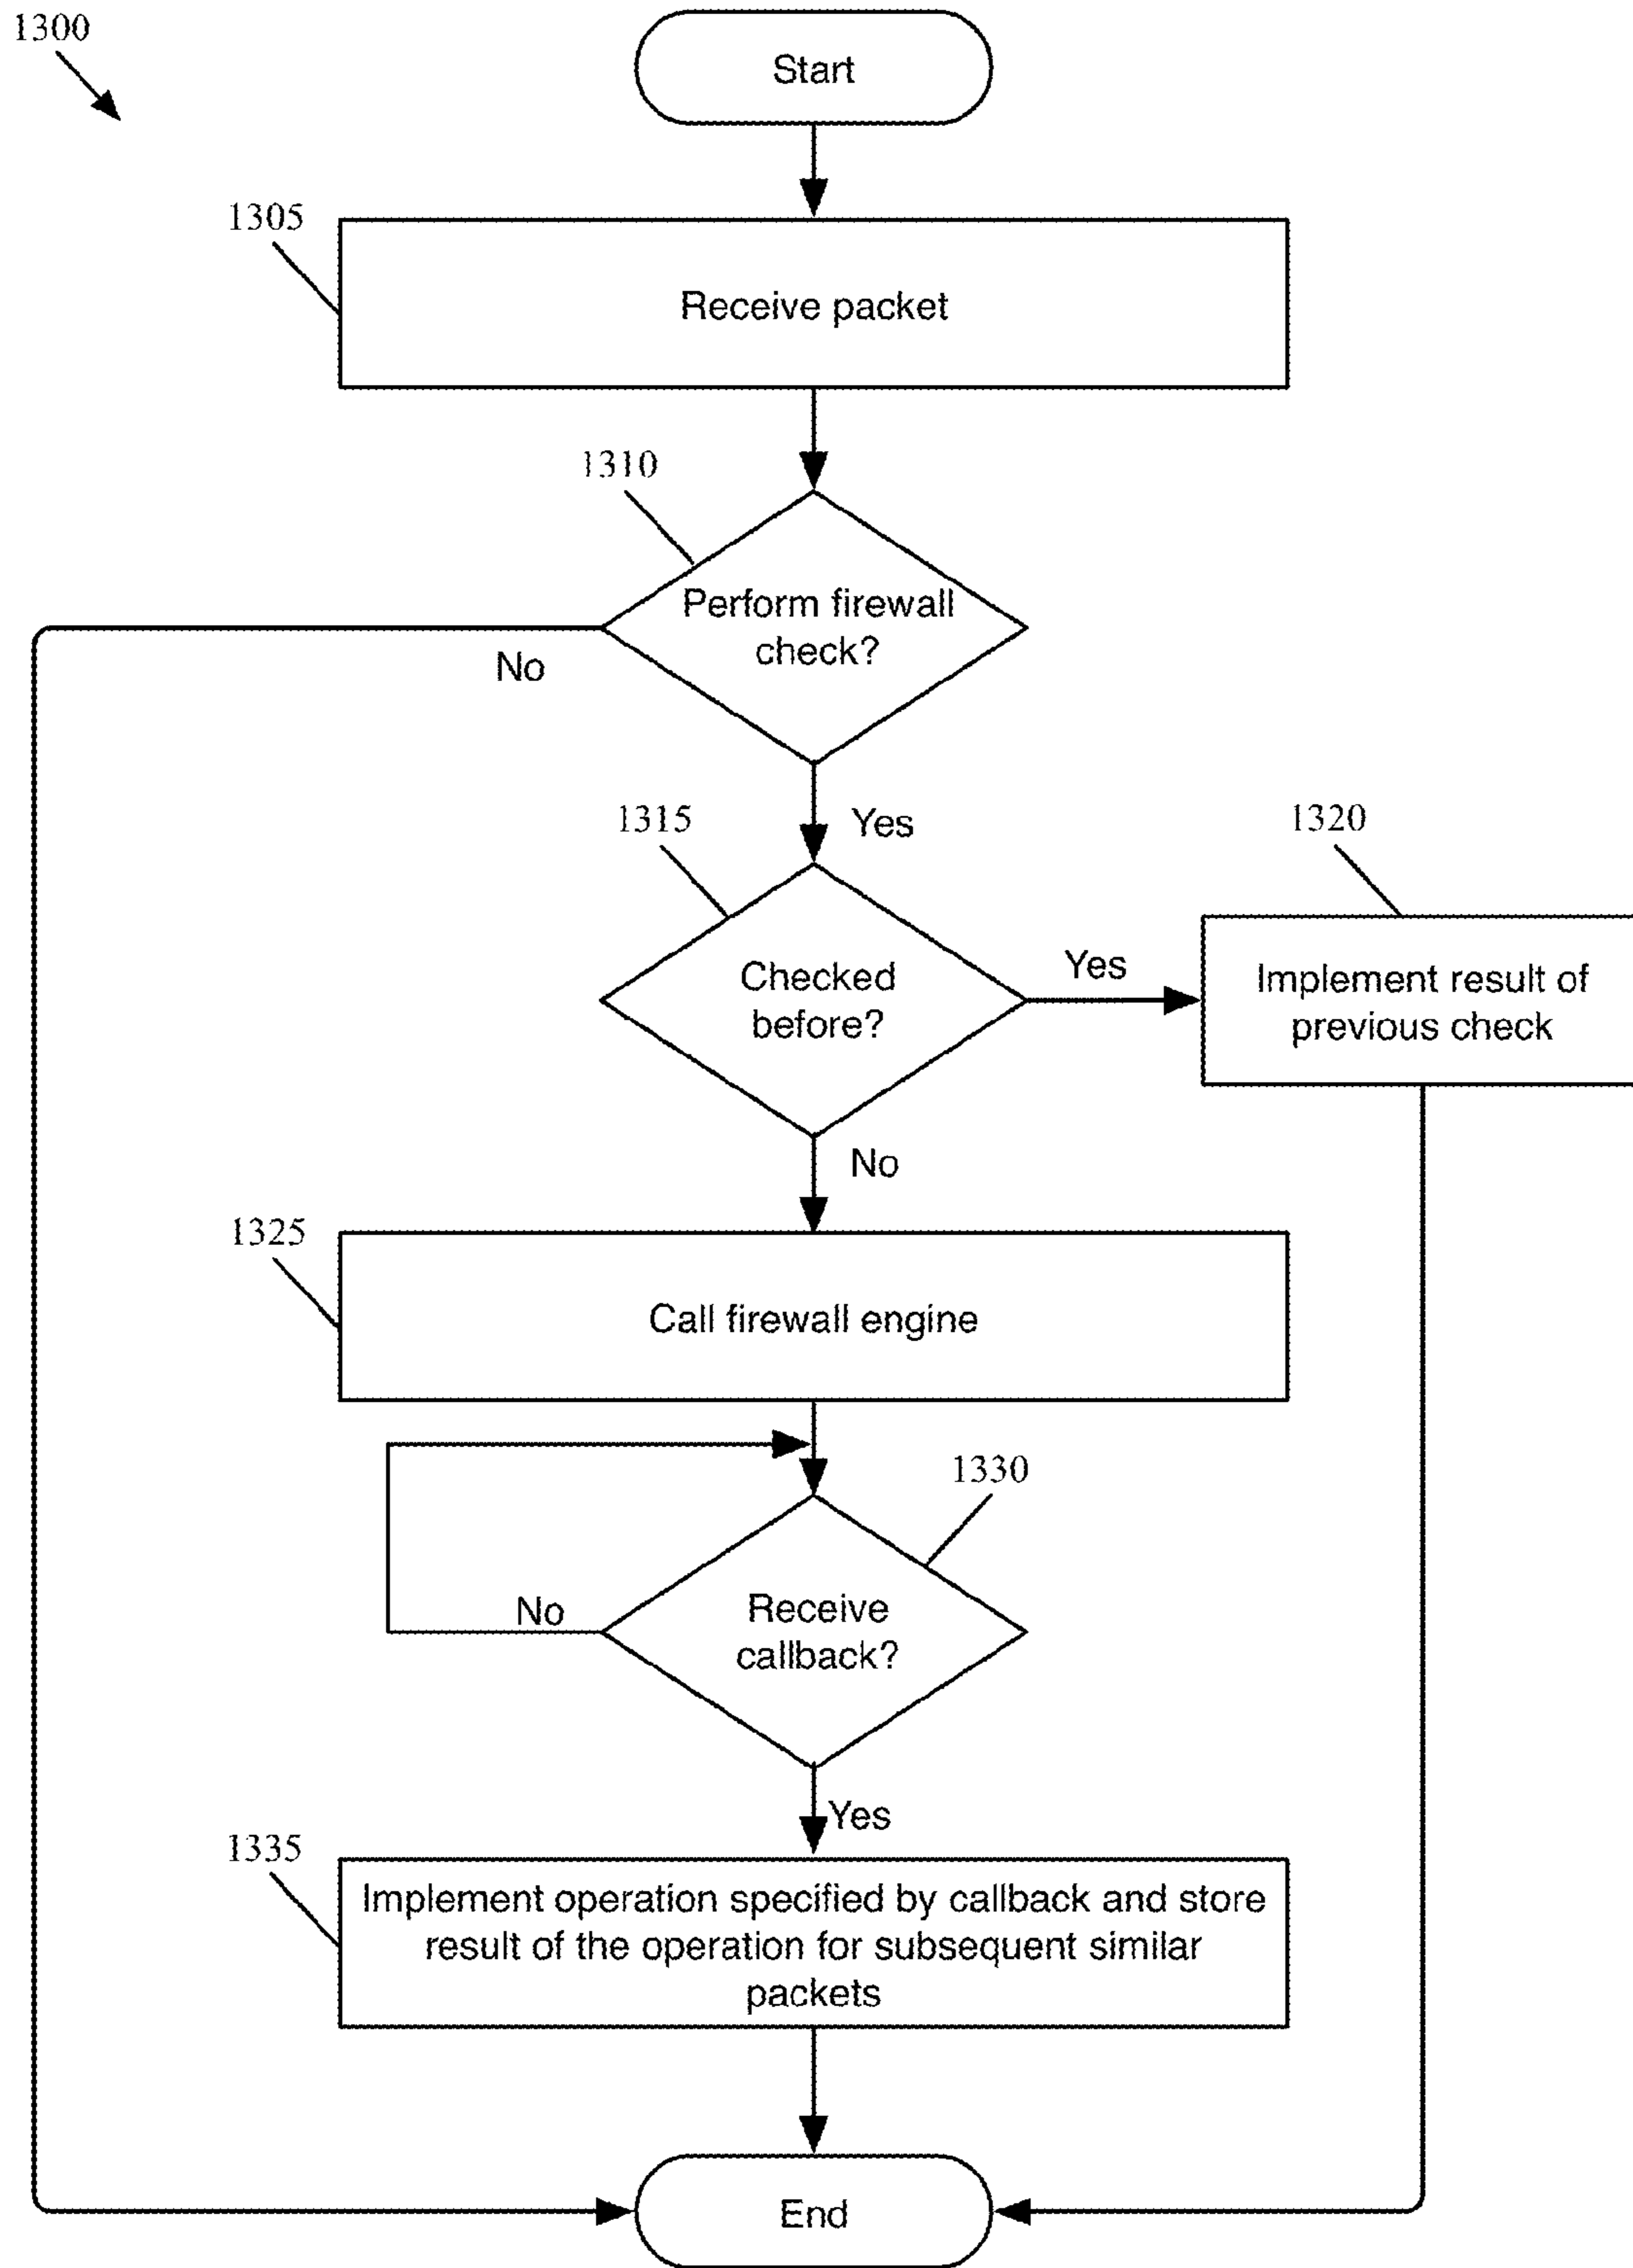 1300
Start
1305
Receive packet
1310
Perform firewall
check?
No
Yes
1315
1320
Checked
before?
Yes
Implement result of
previous check
No
1325
Call firewall engine
1330
No
Receive
callback?
Yes
1335
Implement operation specified by callback and store
result of the operation for subsequent similar
packets
End